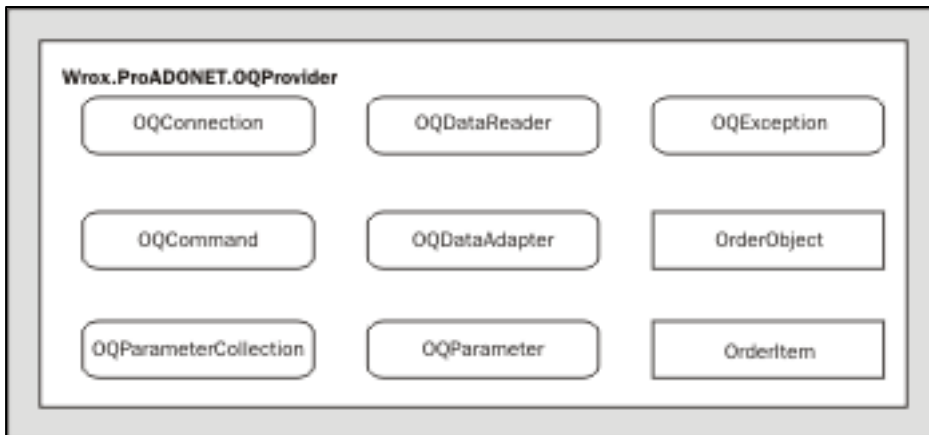 Wrox.ProADONET.OQProvider
OQConnection OQDataReader OQException
OQCommand OQDataAdapter OrderObject
OQParameterCollection OQParameter OrderItem